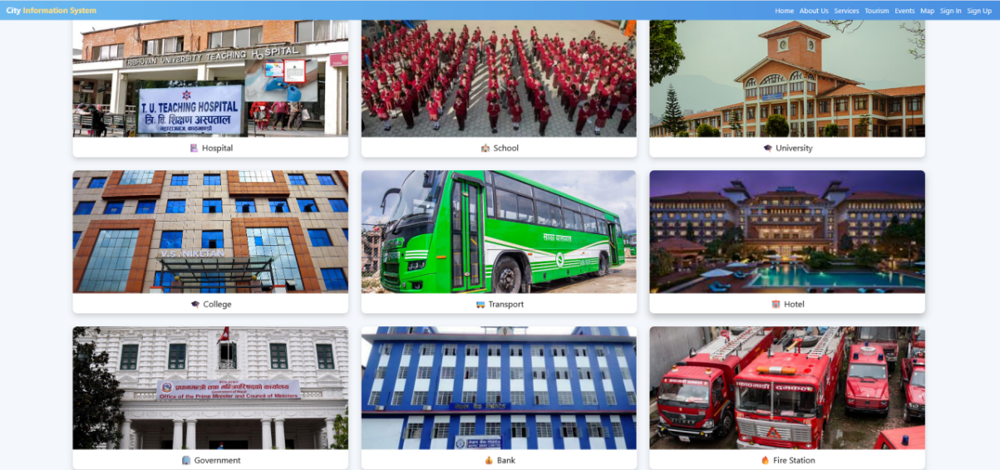 City Information System
Home About Us Services Tourism Events Map Sign In Sign Up
RIBHUVAN UNIVERSITY TEACHING HOSPITAL
T. U. TEACHING HOSPITAL
त्रि. वि. शिक्षण अस्पताल
महाराजगंज, काठमाण्डौ
Hospital
School
University
V.S. NIKETAN
College
साझा यातायात
Transport
Hotel
प्रधानमन्त्री तथा मन्त्रिपरिषद्को कार्यालय
Government of Nepal
Office of the Prime Minister and Council of Ministers
Government
Bank
दमकल
Fire Station